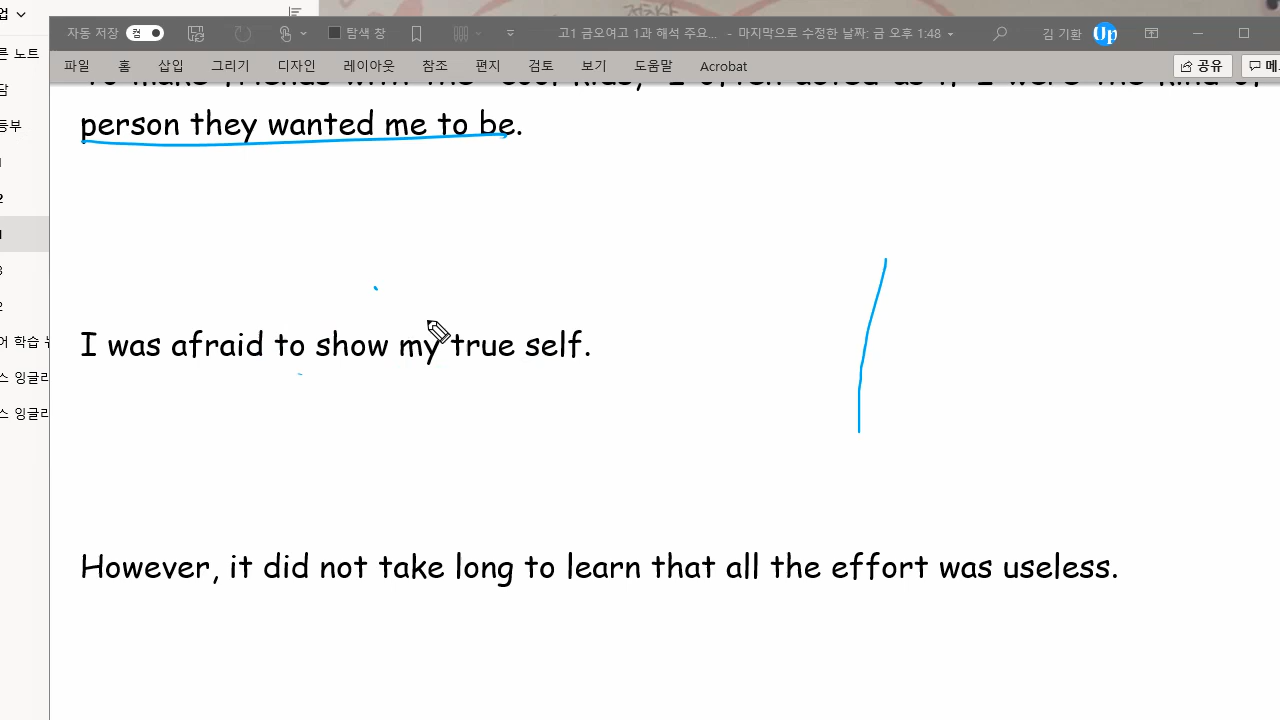 자동 저장 켬 탐색 창 고1 금오여고 1과 해석 주요... - 마지막으로 수정한 날짜: 금 오후 1:48 김 기환 Up
파일 홈 삽입 그리기 디자인 레이아웃 참조 편지 검토 보기 도움말 Acrobat 공유
person they wanted me to be.
I was afraid to show my true self.
However, it did not take long to learn that all the effort was useless.